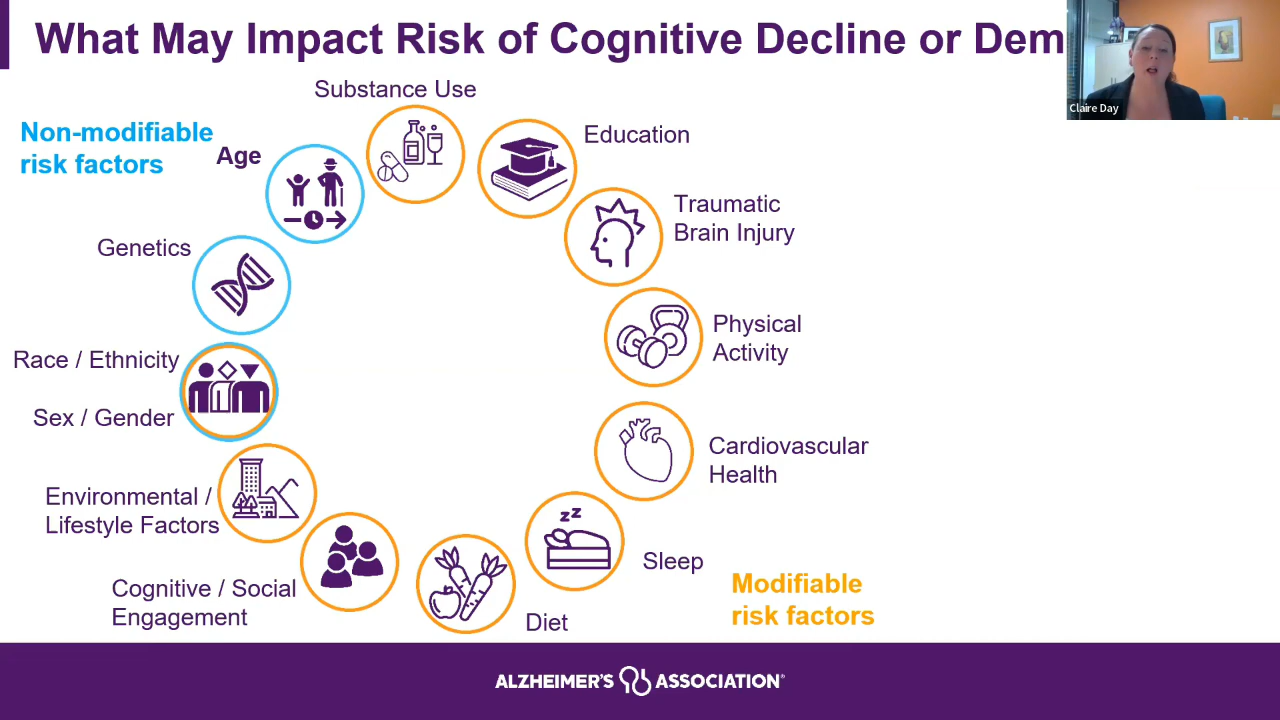 What May Impact Risk of Cognitive Decline or Dem
Claire Day
Substance Use
Non-modifiable
risk factors
Age
Education
Traumatic
Brain Injury
Genetics
Physical
Activity
Race / Ethnicity
Sex / Gender
Cardiovascular
Health
Environmental /
Lifestyle Factors
zz
Sleep
Modifiable
risk factors
Cognitive / Social
Engagement
Diet
ALZHEIMER'S ASSOCIATION®